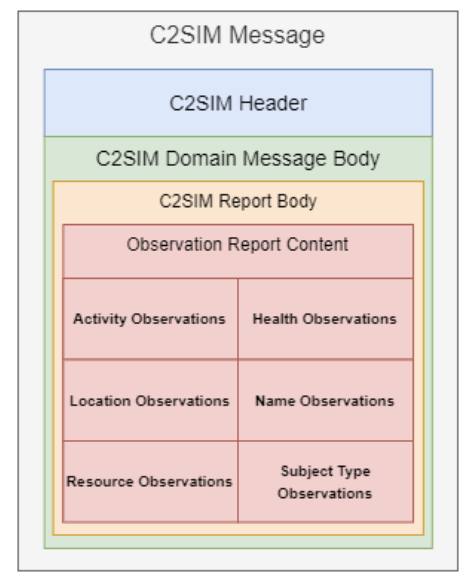 C2SIM Message
C2SIM Header
C2SIM Domain Message Body
C2SIM Report Body
Observation Report Content
Activity Observations
Health Observations
Location Observations
Name Observations
Resource Observations
Subject Type
Observations